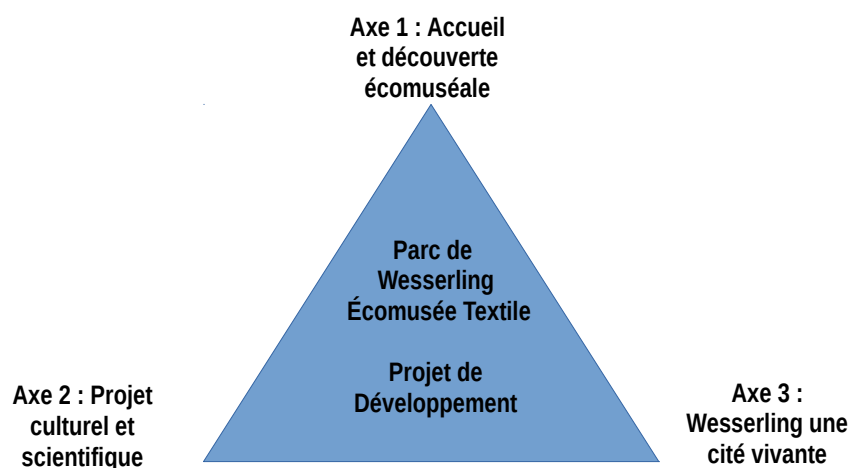 Axe 1 : Accueil
et découverte
écomuséale
Parc de
Wesserling
Écomusée Textile
Projet de
Développement
Axe 2 : Projet
culturel et
scientifique
Axe 3 :
Wesserling une
cité vivante